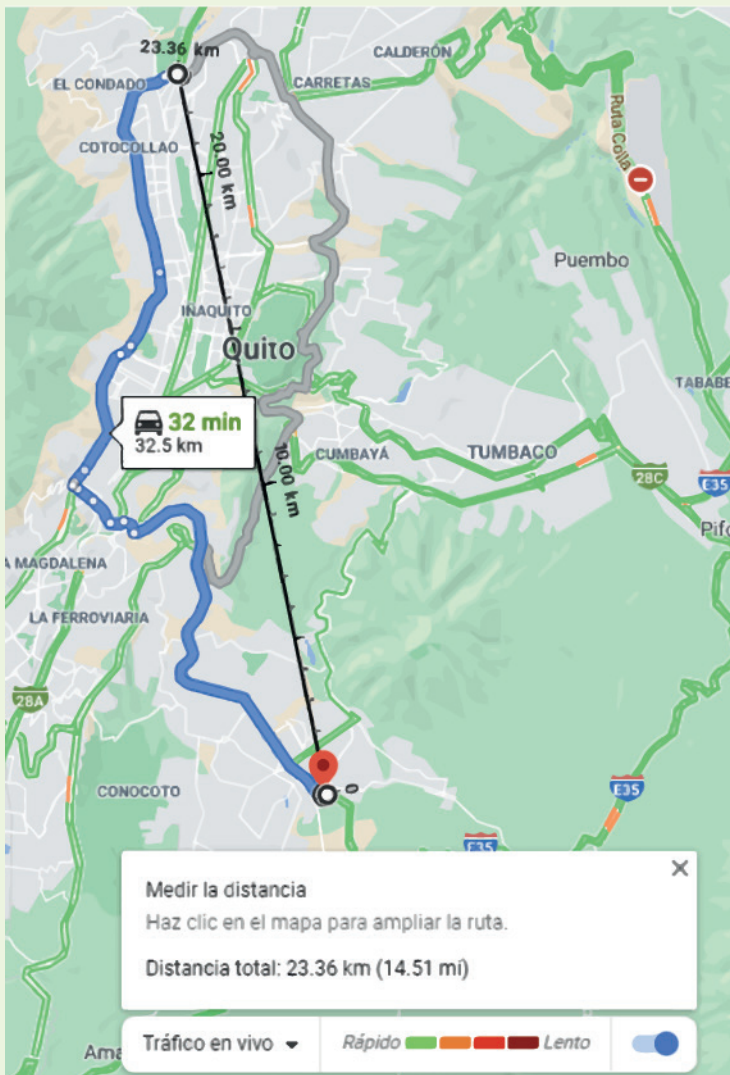 23.36 km
CALDERÓN
EL CONDADO
CARRETAS
Ruta Colla
COTOCOLLAO
20.00 km
Puembo
IÑAQUITO
Quito
TABABE
32 min
32.5 km
10.00 km
CUMBAYÁ
TUMBACO
28C
E35
Pifo
A MAGDALENA
LA FERROVIARIA
28A
0
CONOCOTO
E35
E35
Medir la distancia
Haz clic en el mapa para ampliar la ruta.
Distancia total: 23.36 km (14.51 mi)
Ama
Tráfico en vivo
Rápido
Lento